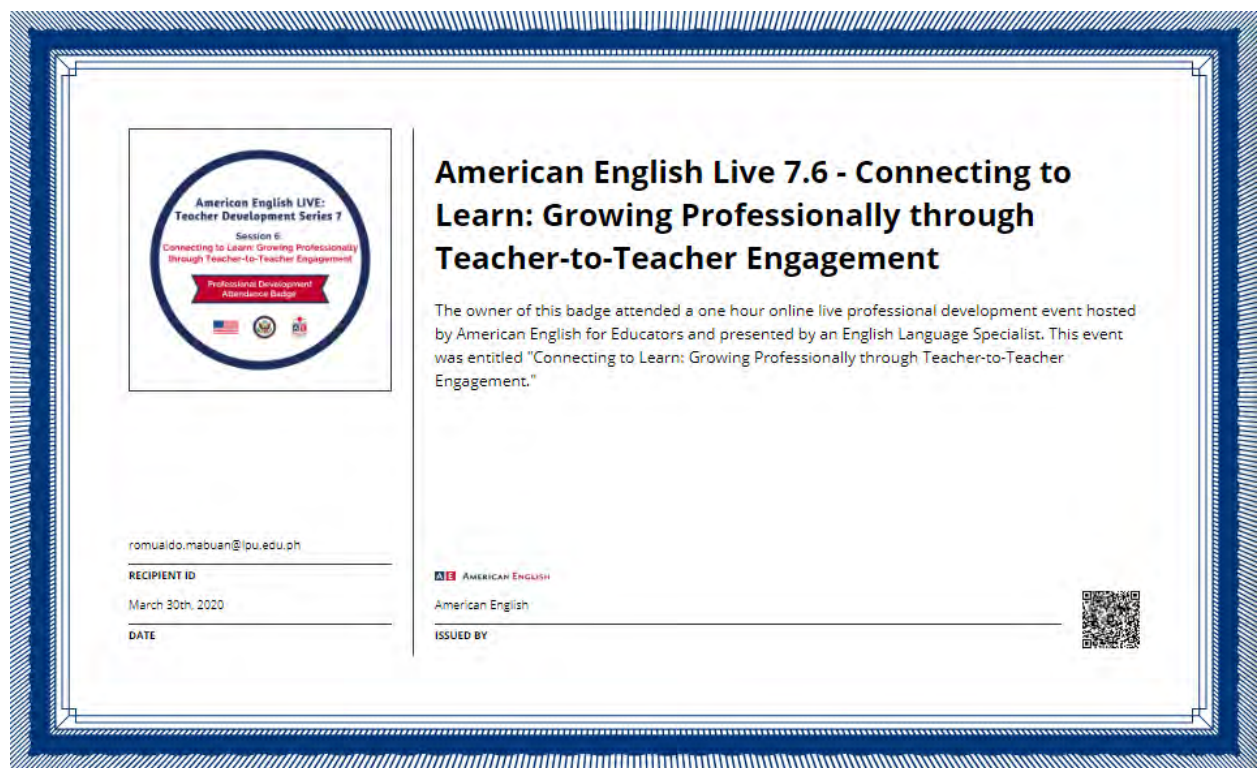 American English LIVE:
Teacher Development Series 7
Session 6:
Connecting to Learn: Growing Professionally
through Teacher-to-Teacher Engagement
Professional Development
Attendance Badge
American English Live 7.6 - Connecting to
Learn: Growing Professionally through
Teacher-to-Teacher Engagement
The owner of this badge attended a one hour online live professional development event hosted
by American English for Educators and presented by an English Language Specialist. This event
was entitled "Connecting to Learn: Growing Professionally through Teacher-to-Teacher
Engagement."
romualdo.mabuan@lpu.edu.ph
RECIPIENT ID
March 30th, 2020
DATE
AE AMERICAN ENGLISH
American English
ISSUED BY